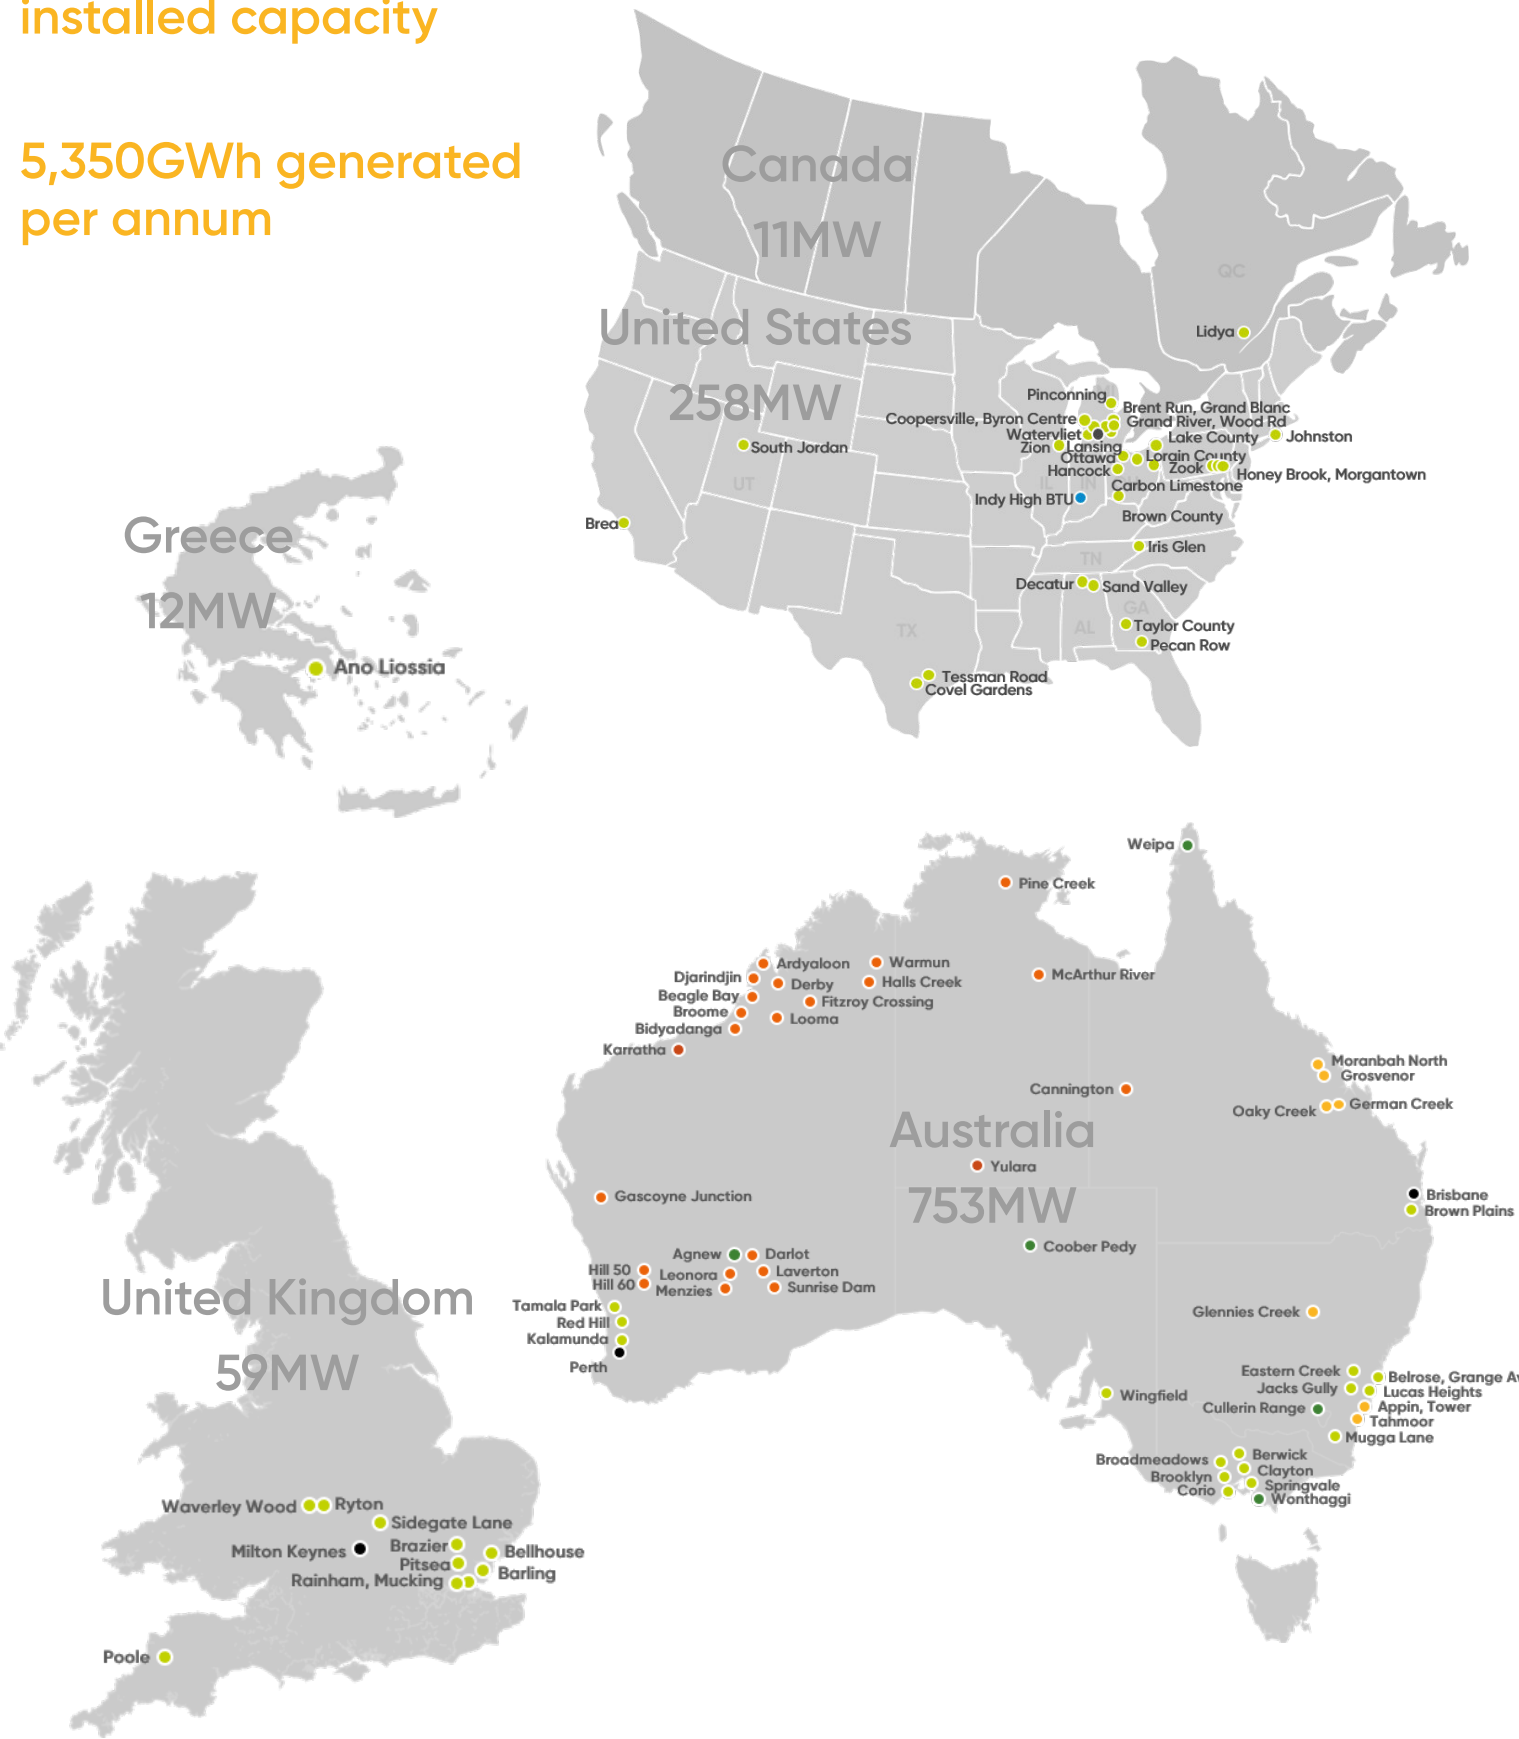 installed capacity
5,350GWh generated
per annum
Canada
11MW
QC
United States
258MW
Lidya
Pinconning
Brent Run, Grand Blanc
Coopersville, Byron Centre
Grand River, Wood Rd
Watervliet
Lake County
Johnston
Zion
Lansing
South Jordan
Ottawa
Lorain County
Hancock
Zook
Honey Brook, Morgantown
UT
IL
IN
Carbon Limestone
Indy High BTU
Brown County
Brea
Iris Glen
TN
Decatur
Sand Valley
GA
TX
AL
Taylor County
Pecan Row
Tessman Road
Covel Gardens
Greece
12MW
Ano Liossia
Weipa
Pine Creek
Ardyaloon
Warmun
Djarindjin
McArthur River
Derby
Halls Creek
Beagle Bay
Fitzroy Crossing
Broome
Looma
Bidyadanga
Karratha
Moranbah North
Grosvenor
Cannington
German Creek
Oaky Creek
Australia
753MW
Yulara
Gascoyne Junction
Brisbane
Brown Plains
Coober Pedy
Agnew
Darlot
Hill 50
Leonora
Laverton
Hill 60
Menzies
Sunrise Dam
Tamala Park
Glennies Creek
Red Hill
Kalamunda
Perth
Eastern Creek
Belrose, Grange Av
Jacks Gully
Lucas Heights
Wingfield
Cullerin Range
Appin, Tower
Tahmoor
Mugga Lane
Broadmeadows
Berwick
Brooklyn
Clayton
Corio
Springvale
Wonthaggi
United Kingdom
59MW
Waverley Wood
Ryton
Sidegate Lane
Milton Keynes
Brazier
Bellhouse
Pitsea
Barling
Rainham, Mucking
Poole